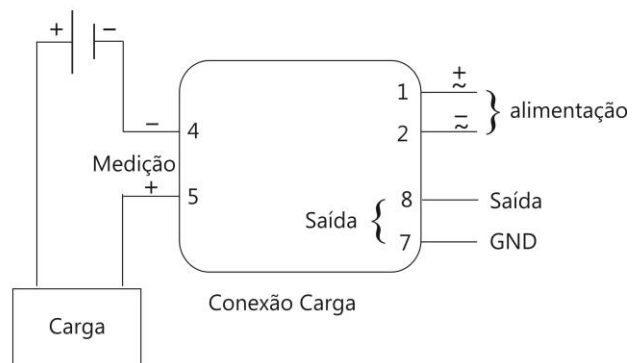 + −
1 + ~
2 − ~
alimentação
− 4
Medição
+ 5
Saída
8 Saída
7 GND
Conexão Carga
Carga